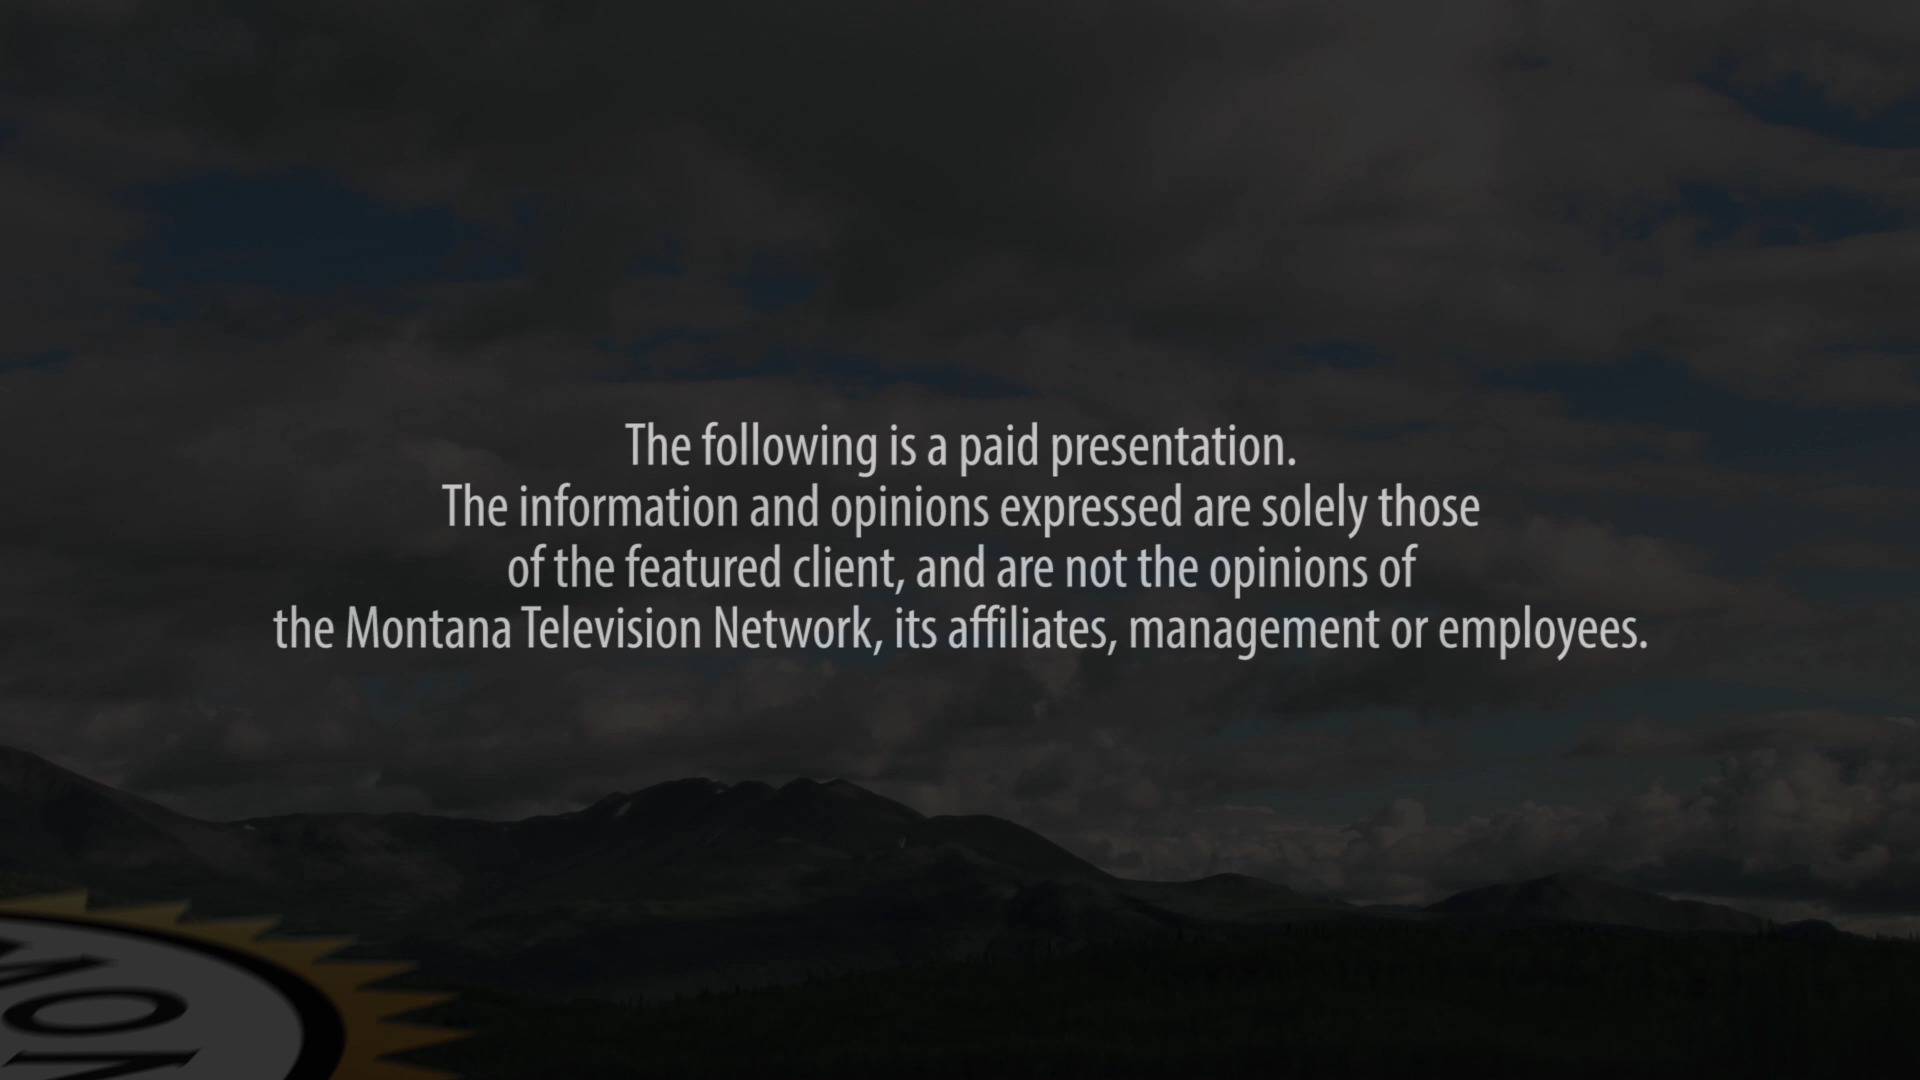 The following is a paid presentation.
The information and opinions expressed are solely those
of the featured client, and are not the opinions of
the Montana Television Network, its affiliates, management or employees.